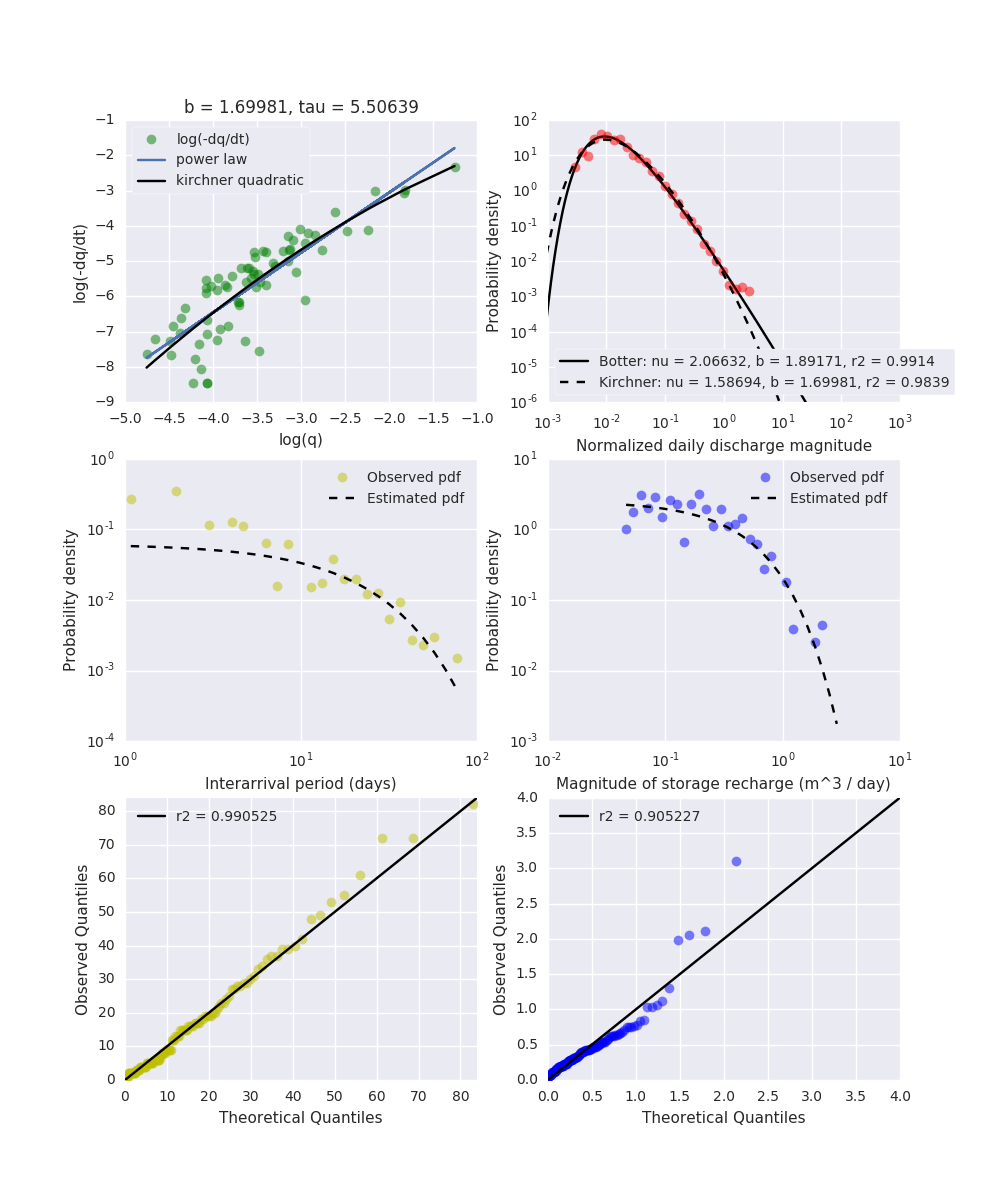 b = 1.69981, tau = 5.50639
−1
−2
−3
−4
−5
−6
−7
−8
−9
log(-dq/dt)
log(-dq/dt)
power law
kirchner quadratic
−5.0 −4.5 −4.0 −3.5 −3.0 −2.5 −2.0 −1.5 −1.0
log(q)
10^2
10^1
10^0
10^-1
10^-2
10^-3
10^-4
10^-5
10^-6
Probability density
Botter: nu = 2.06632, b = 1.89171, r2 = 0.9914
Kirchner: nu = 1.58694, b = 1.69981, r2 = 0.9839
10^-3 10^-2 10^-1 10^0 10^1 10^2 10^3
Normalized daily discharge magnitude
10^0
10^-1
10^-2
10^-3
10^-4
Probability density
Observed pdf
Estimated pdf
10^0 10^1 10^2
Interarrival period (days)
10^1
10^0
10^-1
10^-2
10^-3
Probability density
Observed pdf
Estimated pdf
10^-2 10^-1 10^0 10^1
Magnitude of storage recharge (m^3 / day)
80
70
60
50
40
30
20
10
0
Observed Quantiles
r2 = 0.990525
0 10 20 30 40 50 60 70 80
Theoretical Quantiles
4.0
3.5
3.0
2.5
2.0
1.5
1.0
0.5
0.0
Observed Quantiles
r2 = 0.905227
0.0 0.5 1.0 1.5 2.0 2.5 3.0 3.5 4.0
Theoretical Quantiles